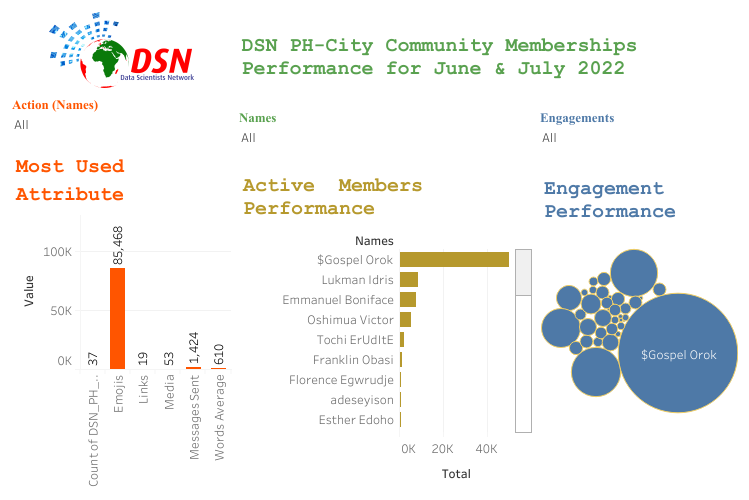 DSN
Data Scientists Network
DSN PH-City Community Memberships
Performance for June & July 2022
Action (Names)
All
Names
All
Engagements
All
Most Used
Attribute
100K
50K
0K
Value
37
85,468
19
53
1,424
610
Count of DSN_PH_..
Emojis
Links
Media
Messages Sent
Words Average
Active Members
Performance
Names
$Gospel Orok
Lukman Idris
Emmanuel Boniface
Oshimua Victor
Tochi ErUdItE
Franklin Obasi
Florence Egwrudje
adeseyison
Esther Edoho
0K 20K 40K
Total
Engagement
Performance
$Gospel Orok